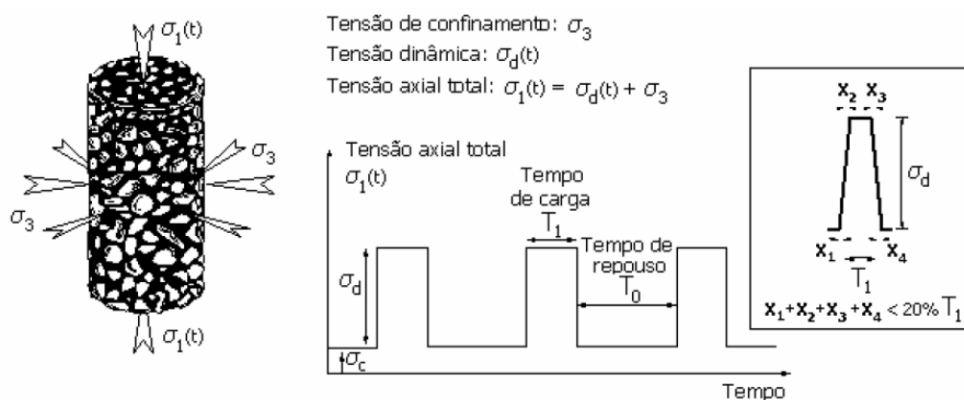 σ₁(t)
σ₃
σ₃
σ₁(t)
Tensão de confinamento: σ₃
Tensão dinâmica: σd(t)
Tensão axial total: σ₁(t) = σd(t) + σ₃
Tensão axial total
σ₁(t)
Tempo
de carga
T₁
Tempo de
repouso
T₀
σd
σc
Tempo
X₂ X₃
σd
X₁ X₄
T₁
X₁+X₂+X₃+X₄ < 20% T₁